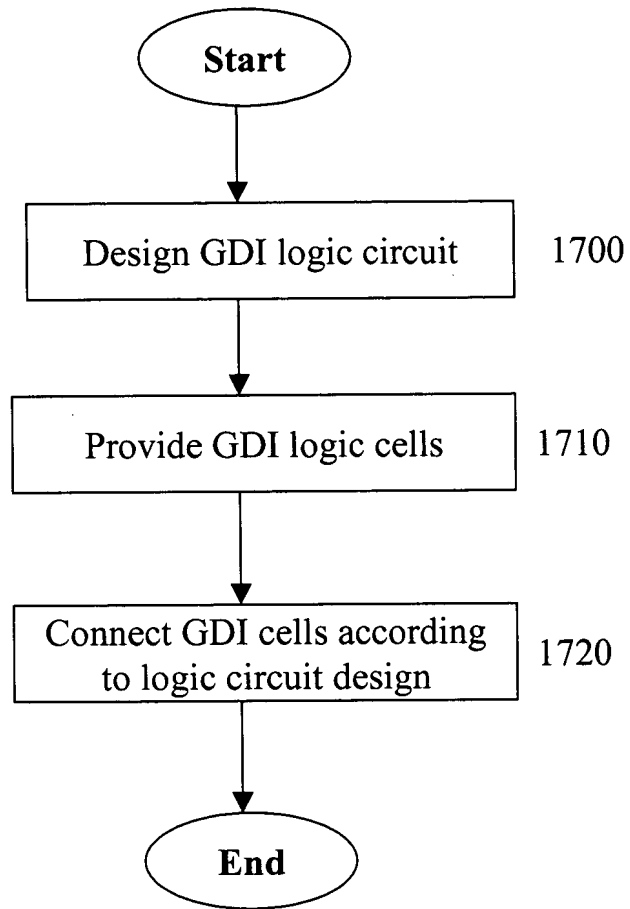 Start
Design GDI logic circuit 1700
Provide GDI logic cells 1710
Connect GDI cells according
to logic circuit design 1720
End